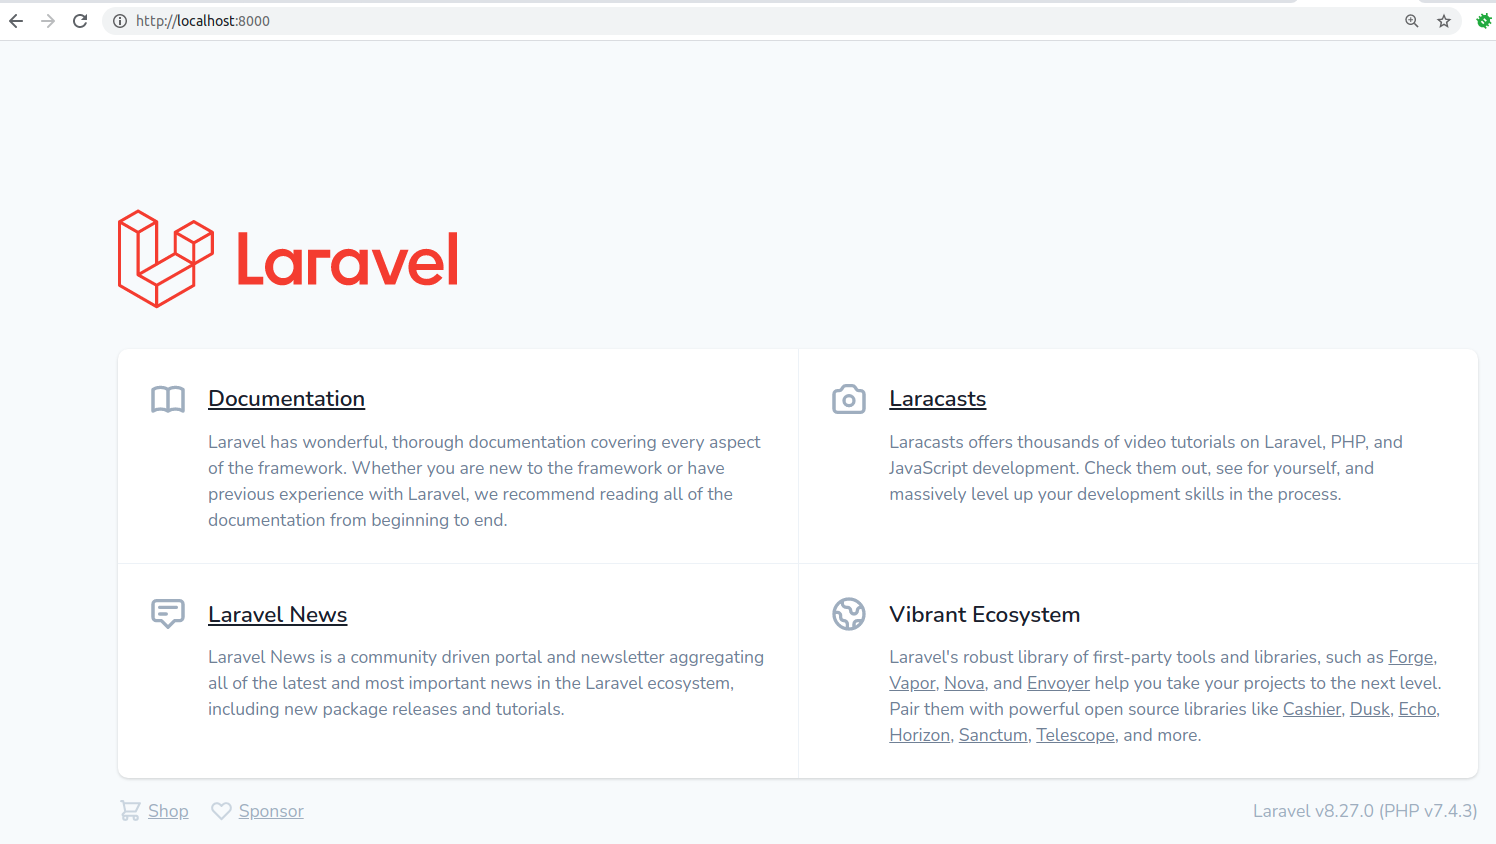 http://localhost:8000
Laravel
Documentation
Laravel has wonderful, thorough documentation covering every aspect
of the framework. Whether you are new to the framework or have
previous experience with Laravel, we recommend reading all of the
documentation from beginning to end.
Laracasts
Laracasts offers thousands of video tutorials on Laravel, PHP, and
JavaScript development. Check them out, see for yourself, and
massively level up your development skills in the process.
Laravel News
Laravel News is a community driven portal and newsletter aggregating
all of the latest and most important news in the Laravel ecosystem,
including new package releases and tutorials.
Vibrant Ecosystem
Laravel's robust library of first-party tools and libraries, such as Forge,
Vapor, Nova, and Envoyer help you take your projects to the next level.
Pair them with powerful open source libraries like Cashier, Dusk, Echo,
Horizon, Sanctum, Telescope, and more.
Shop
Sponsor
Laravel v8.27.0 (PHP v7.4.3)